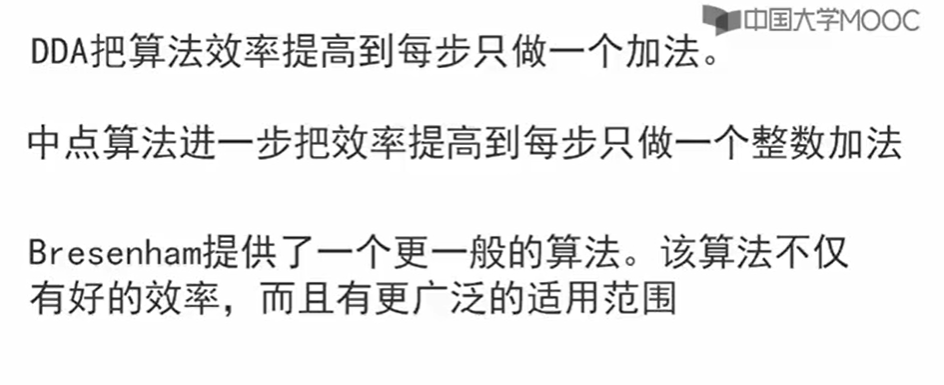 中国大学MOOC
DDA把算法效率提高到每步只做一个加法。
中点算法进一步把效率提高到每步只做一个整数加法
Bresenham提供了一个更一般的算法。该算法不仅
有好的效率，而且有更广泛的适用范围